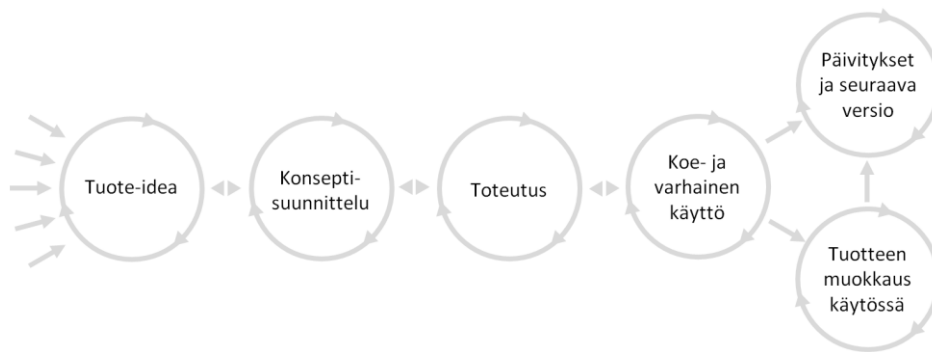 Tuote-idea
Konsepti-
suunnittelu
Toteutus
Koe- ja
varhainen
käyttö
Päivitykset
ja seuraava
versio
Tuotteen
muokkaus
käytössä